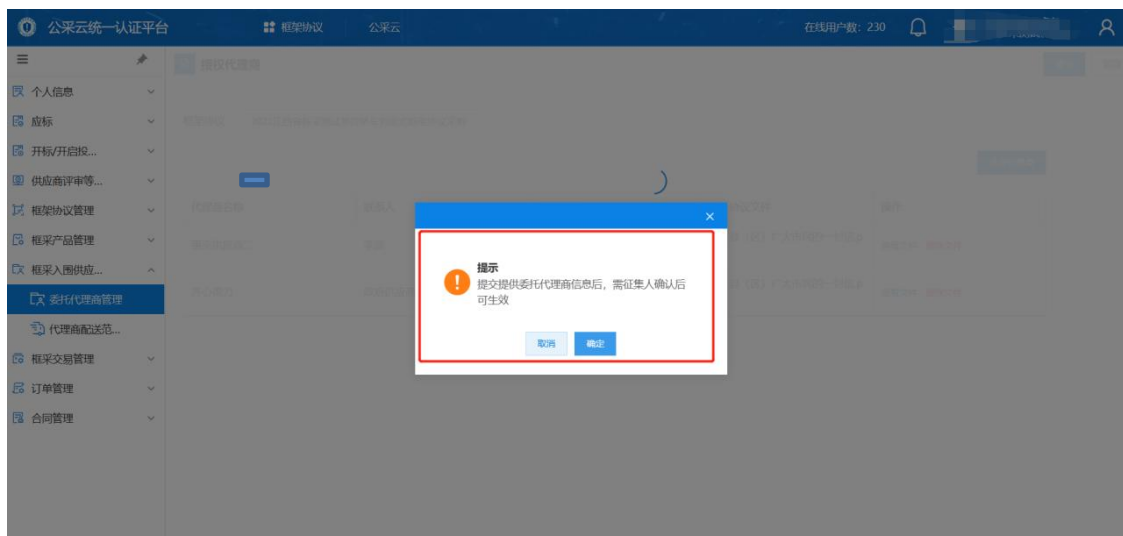 公采云统一认证平台
框架协议
公采云
在线用户数: 230
个人信息
应标
开标/开启投...
供应商评审等...
框架协议管理
框采产品管理
框采入围供应...
委托代理商管理
代理商配送范...
框采交易管理
订单管理
合同管理
提示
提交提供委托代理商信息后，需征集人确认后
可生效
取消
确定